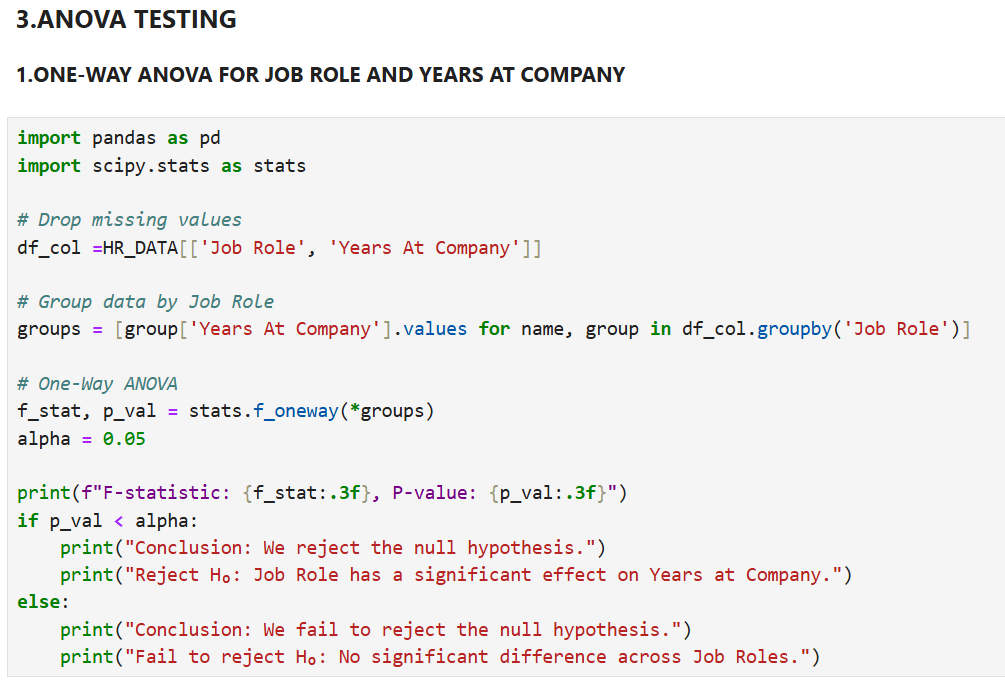 3.ANOVA TESTING
1.ONE-WAY ANOVA FOR JOB ROLE AND YEARS AT COMPANY
import pandas as pd
import scipy.stats as stats
# Drop missing values
df_col =HR_DATA[['Job Role', 'Years At Company']]
# Group data by Job Role
groups = [group['Years At Company'].values for name, group in df_col.groupby('Job Role')]
# One-Way ANOVA
f_stat, p_val = stats.f_oneway(*groups)
alpha = 0.05
print(f"F-statistic: {f_stat:.3f}, P-value: {p_val:.3f}")
if p_val < alpha:
    print("Conclusion: We reject the null hypothesis.")
    print("Reject H₀: Job Role has a significant effect on Years at Company.")
else:
    print("Conclusion: We fail to reject the null hypothesis.")
    print("Fail to reject H₀: No significant difference across Job Roles.")